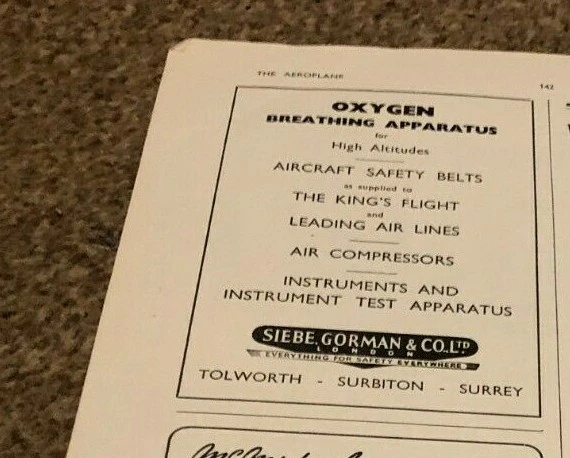 THE AEROPLANE
142
OXYGEN
BREATHING APPARATUS
for
High Altitudes
AIRCRAFT SAFETY BELTS
as supplied to
THE KING'S FLIGHT
and
LEADING AIR LINES
AIR COMPRESSORS
INSTRUMENTS AND
INSTRUMENT TEST APPARATUS
SIEBE, GORMAN & CO. LTD
LONDON
EVERYTHING FOR SAFETY EVERYWHERE
TOLWORTH - SURBITON - SURREY